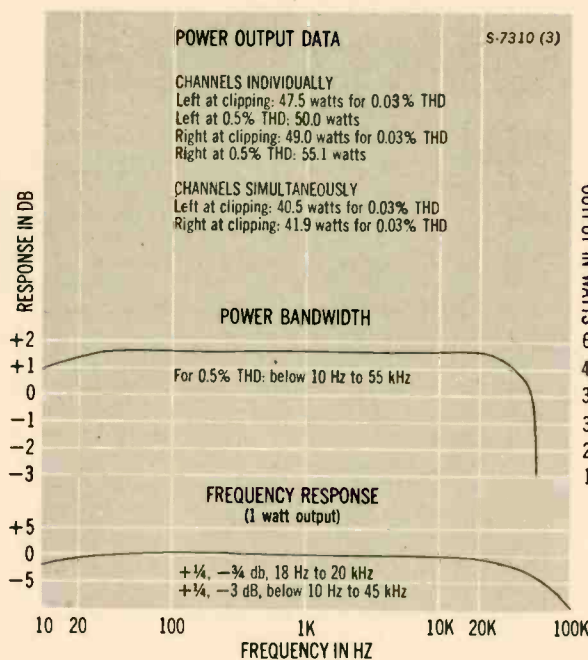 POWER OUTPUT DATA
S-7310 (3)
CHANNELS INDIVIDUALLY
Left at clipping: 47.5 watts for 0.03% THD
Left at 0.5% THD: 50.0 watts
Right at clipping: 49.0 watts for 0.03% THD
Right at 0.5% THD: 55.1 watts
CHANNELS SIMULTANEOUSLY
Left at clipping: 40.5 watts for 0.03% THD
Right at clipping: 41.9 watts for 0.03% THD
RESPONSE IN DB
POWER BANDWIDTH
For 0.5% THD: below 10 Hz to 55 kHz
+2
+1
0
−1
−2
−3
FREQUENCY RESPONSE
(1 watt output)
+5
0
−5
+¼, −¾ db, 18 Hz to 20 kHz
+¼, −3 dB, below 10 Hz to 45 kHz
10 20 100 1K 10K 20K 100K
FREQUENCY IN HZ